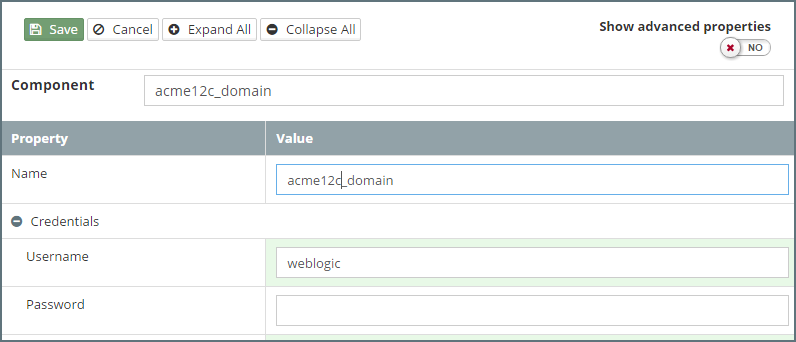 Save Cancel Expand All Collapse All Show advanced properties
NO
Component acme12c_domain
Property Value
Name acme12c_domain
Credentials
Username weblogic
Password